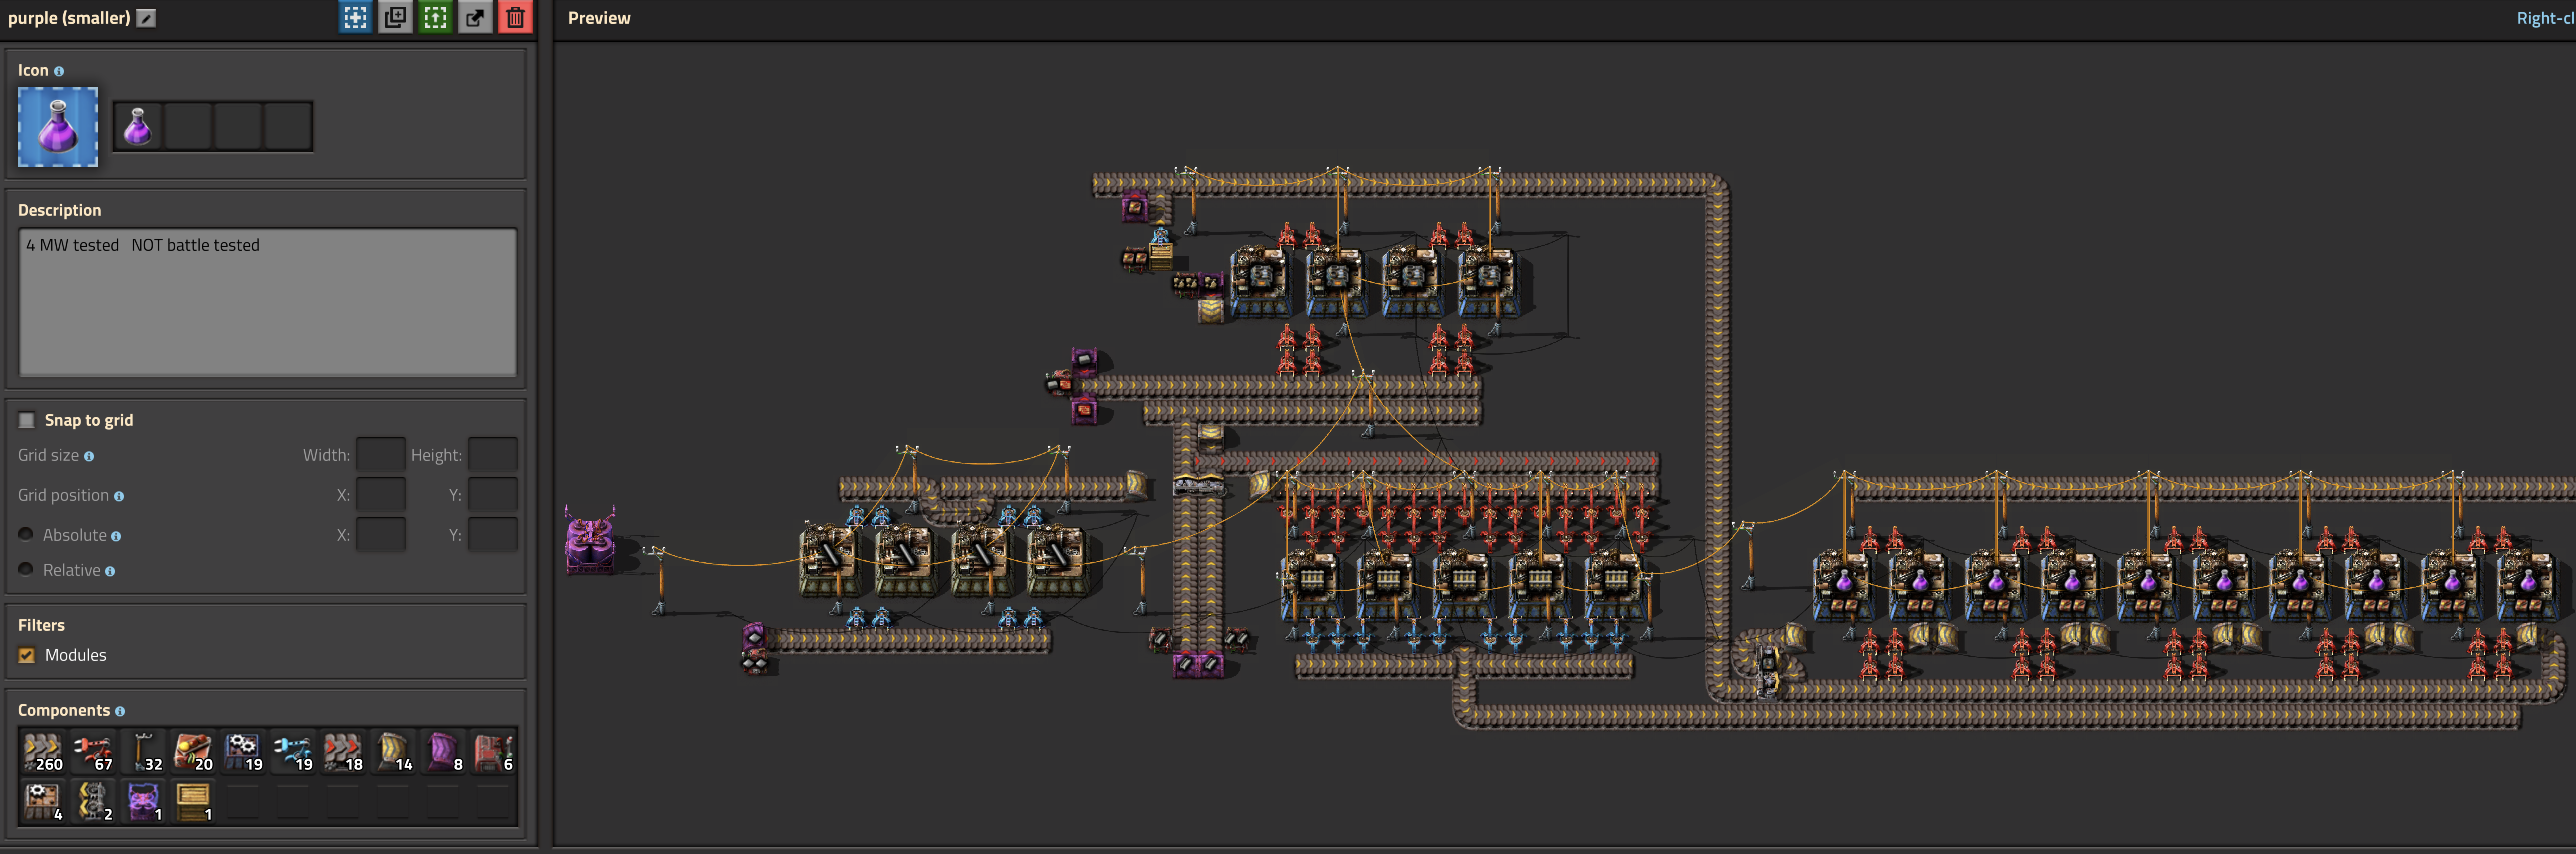 purple (smaller)
Preview
Right-cl
Icon
Description
4 MW tested   NOT battle tested
Snap to grid
Grid size
Width:
Height:
Grid position
X:
Y:
Absolute
X:
Y:
Relative
Filters
Modules
Components
260
67
32
20
19
19
18
14
8
6
4
2
1
1